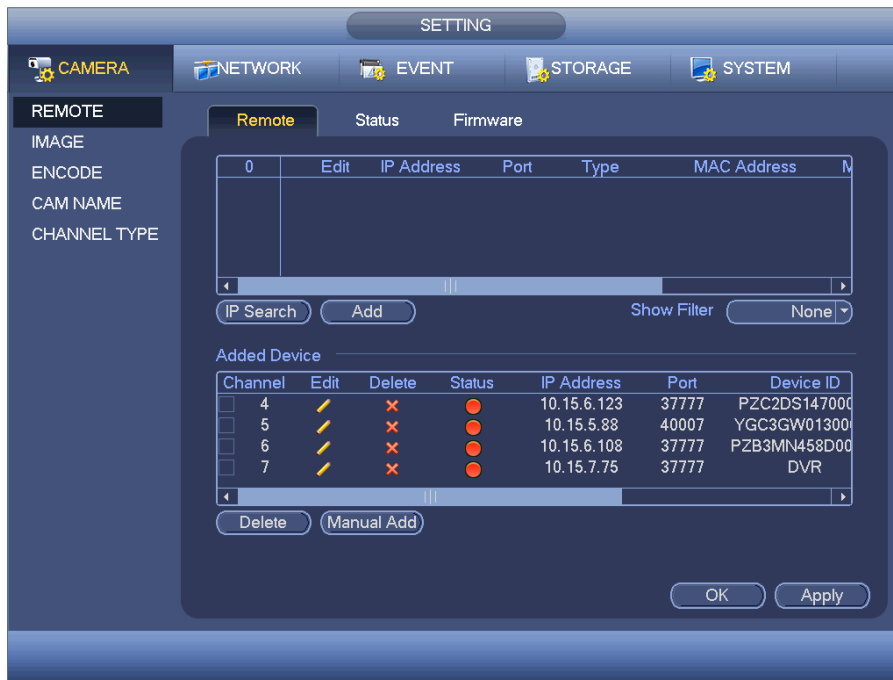 SETTING
CAMERA NETWORK EVENT STORAGE SYSTEM
REMOTE
IMAGE
ENCODE
CAM NAME
CHANNEL TYPE
Remote Status Firmware
0 Edit IP Address Port Type MAC Address
IP Search Add Show Filter None
Added Device
Channel Edit Delete Status IP Address Port Device ID
4 10.15.6.123 37777 PZC2DS147000
5 10.15.5.88 40007 YGC3GW01300
6 10.15.6.108 37777 PZB3MN458D00
7 10.15.7.75 37777 DVR
Delete Manual Add
OK Apply